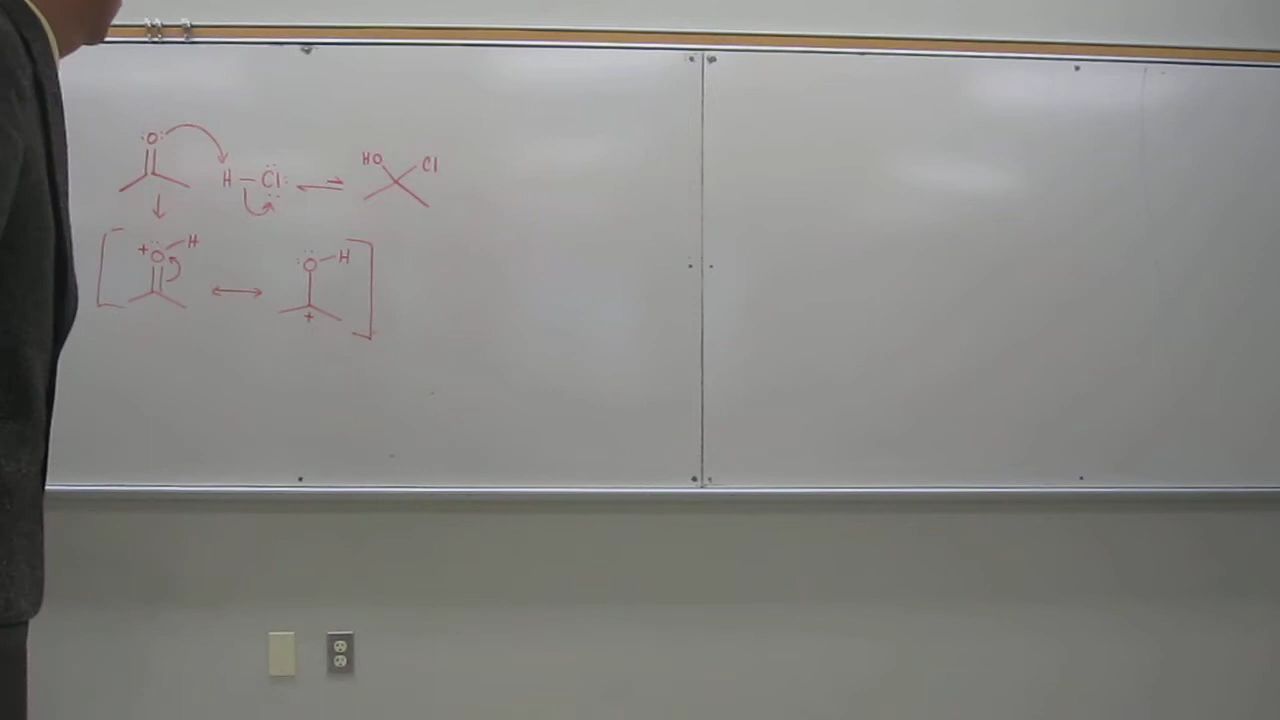 O H — Cl HO Cl
+ O H O H
+